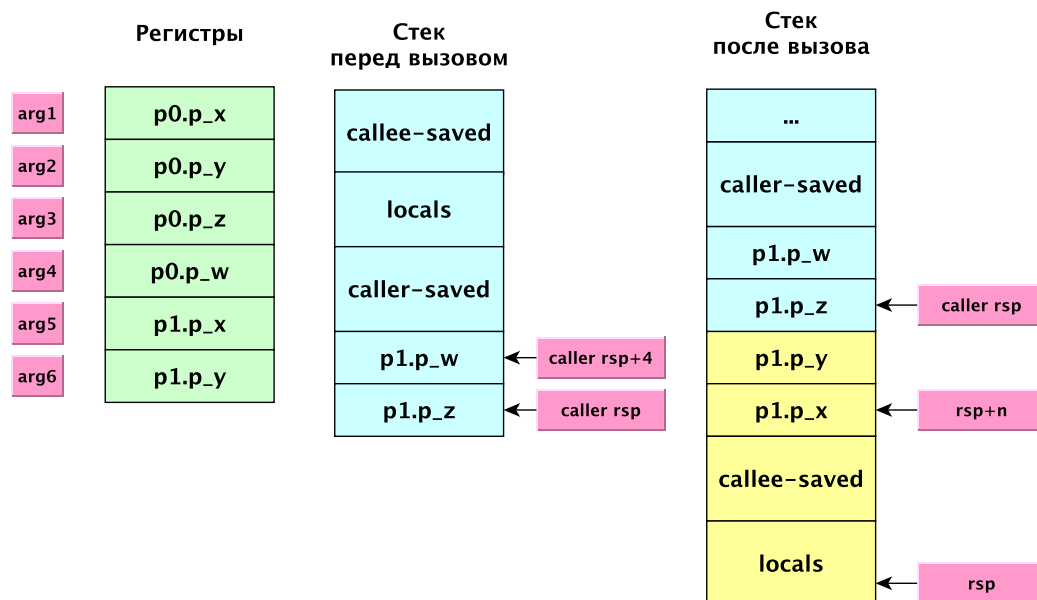 Регистры
arg1
p0.p_x
arg2
p0.p_y
arg3
p0.p_z
arg4
p0.p_w
arg5
p1.p_x
arg6
p1.p_y
Стек
перед вызовом
callee-saved
locals
caller-saved
p1.p_w
caller rsp+4
p1.p_z
caller rsp
Стек
после вызова
...
caller-saved
p1.p_w
p1.p_z
caller rsp
p1.p_y
p1.p_x
rsp+n
callee-saved
locals
rsp